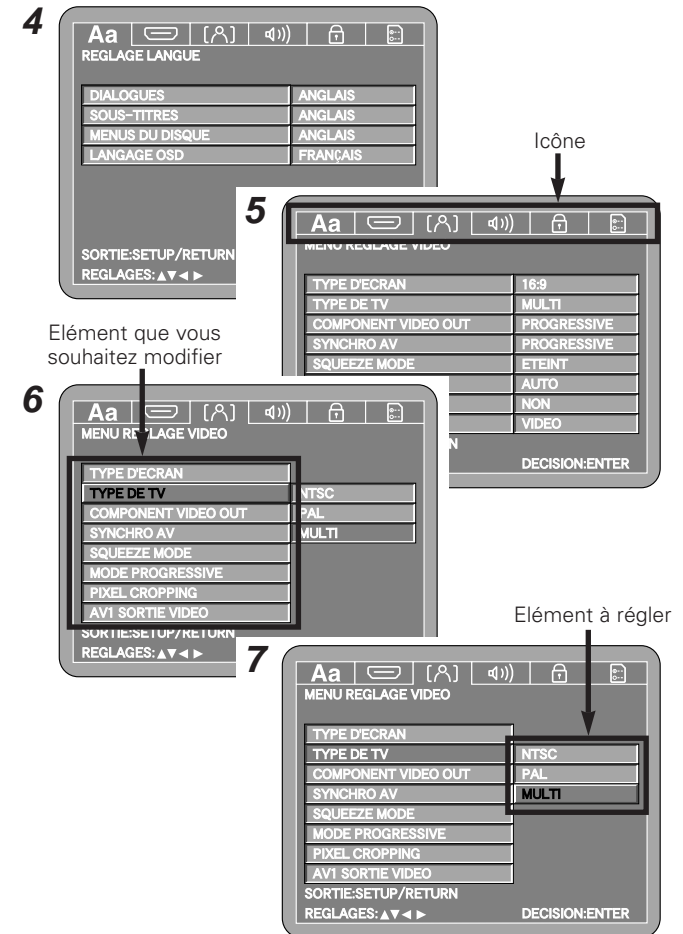 4
Aa
REGLAGE LANGUE
DIALOGUES ANGLAIS
SOUS-TITRES ANGLAIS
MENUS DU DISQUE ANGLAIS
LANGAGE OSD FRANÇAIS
SORTIE:SETUP/RETURN
REGLAGES:▲▼◄ ►
Icône
5
Aa
MENU REGLAGE VIDEO
TYPE D'ECRAN 16:9
TYPE DE TV MULTI
COMPONENT VIDEO OUT PROGRESSIVE
SYNCHRO AV PROGRESSIVE
SQUEEZE MODE ETEINT
AUTO
NON
VIDEO
N
DECISION:ENTER
Elément que vous
souhaitez modifier
6
Aa
MENU REGLAGE VIDEO
TYPE D'ECRAN
TYPE DE TV NTSC
COMPONENT VIDEO OUT PAL
SYNCHRO AV MULTI
SQUEEZE MODE
MODE PROGRESSIVE
PIXEL CROPPING
AV1 SORTIE VIDEO
SORTIE:SETUP/RETURN
REGLAGES:▲▼◄ ►
Elément à régler
7
Aa
MENU REGLAGE VIDEO
TYPE D'ECRAN
TYPE DE TV NTSC
COMPONENT VIDEO OUT PAL
SYNCHRO AV MULTI
SQUEEZE MODE
MODE PROGRESSIVE
PIXEL CROPPING
AV1 SORTIE VIDEO
SORTIE:SETUP/RETURN
REGLAGES:▲▼◄ ► DECISION:ENTER